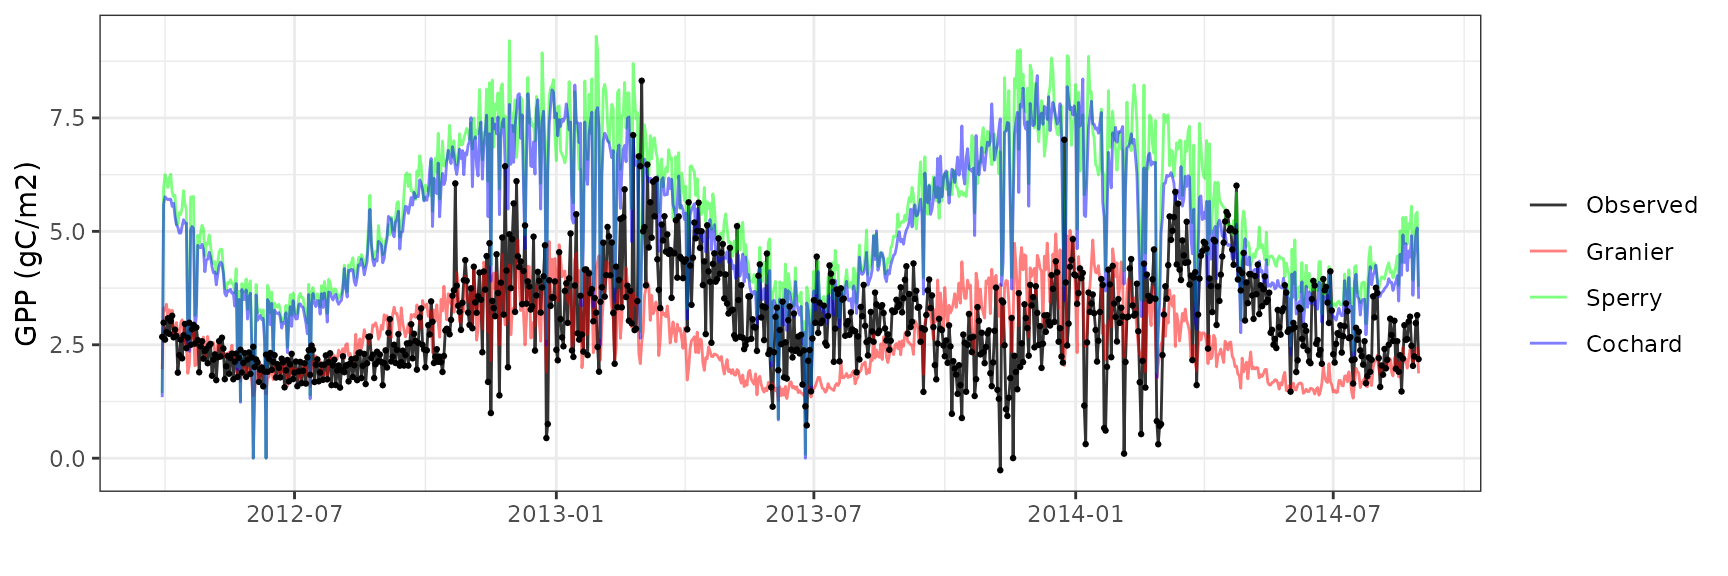 GPP (gC/m2)
7.5
5.0
2.5
0.0
2012-07
2013-01
2013-07
2014-01
2014-07
Observed
Granier
Sperry
Cochard